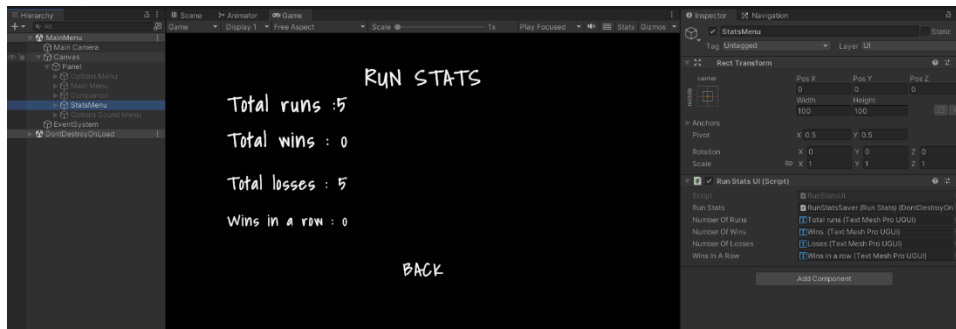 Hierarchy
All
MainMenu
Main Camera
Canvas
Panel
Options Menu
Main Menu
StatsMenu
Options Sound Menu
EventSystem
DontDestroyOnLoad
Scene Animator Game
Game Display 1 Free Aspect Scale 1x Play Focused Stats Gizmos
RUN STATS
Total runs :5
Total wins : 0
Total losses : 5
Wins in a row : 0
BACK
Inspector Navigation
StatsMenu Static
Tag Untagged Layer UI
Rect Transform
center Pos X Pos Y Pos Z
middle 0 0 0
Width Height
100 100
Anchors
Pivot X 0.5 Y 0.5
Rotation X 0 Y 0 Z 0
Scale X 1 Y 1 Z 1
Run Stats UI (Script)
Script RunStatsUI
Run Stats RunStatsSaver (Run Stats) (DontDestroyOn
Number Of Runs Total runs (Text Mesh Pro UGUI)
Number Of Wins Wins (Text Mesh Pro UGUI)
Number Of Losses Loses (Text Mesh Pro UGUI)
Wins In A Row Wins in a row (Text Mesh Pro UGUI)
Add Component